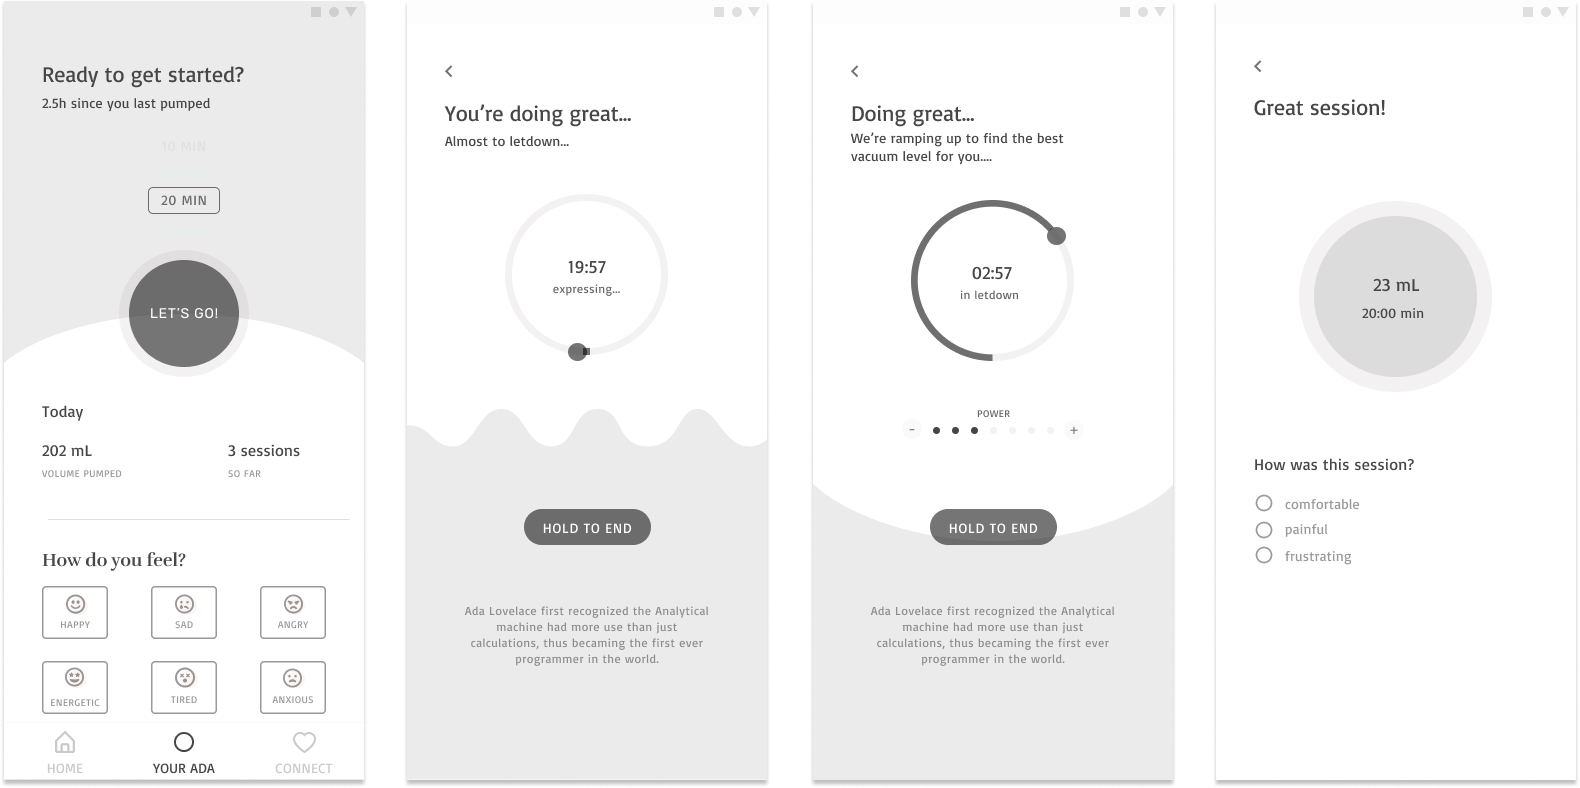 Ready to get started?
2.5h since you last pumped
10 MIN
20 MIN
LET'S GO!
Today
202 mL
3 sessions
VOLUME PUMPED
SO FAR
How do you feel?
HAPPY
SAD
ANGRY
ENERGETIC
TIRED
ANXIOUS
HOME
YOUR ADA
CONNECT
You're doing great...
Almost to letdown...
19:57
expressing...
HOLD TO END
Ada Lovelace first recognized the Analytical
machine had more use than just
calculations, thus becaming the first ever
programmer in the world.
Doing great...
We're ramping up to find the best
vacuum level for you....
02:57
in letdown
POWER
- +
HOLD TO END
Ada Lovelace first recognized the Analytical
machine had more use than just
calculations, thus becaming the first ever
programmer in the world.
Great session!
23 mL
20:00 min
How was this session?
comfortable
painful
frustrating